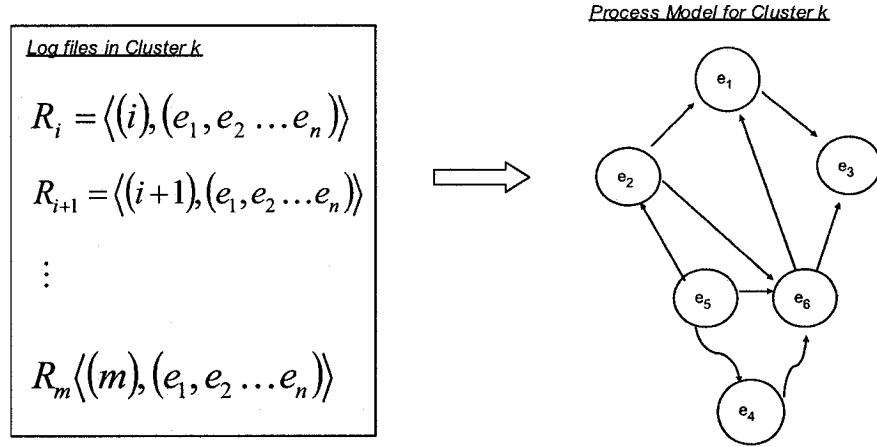 Log files in Cluster k
R_i = ⟨(i),(e_1, e_2 … e_n)⟩
R_{i+1} = ⟨(i+1),(e_1, e_2 … e_n)⟩
⋮
R_m⟨(m),(e_1, e_2 … e_n)⟩
Process Model for Cluster k
e_1
e_2
e_3
e_5
e_6
e_4